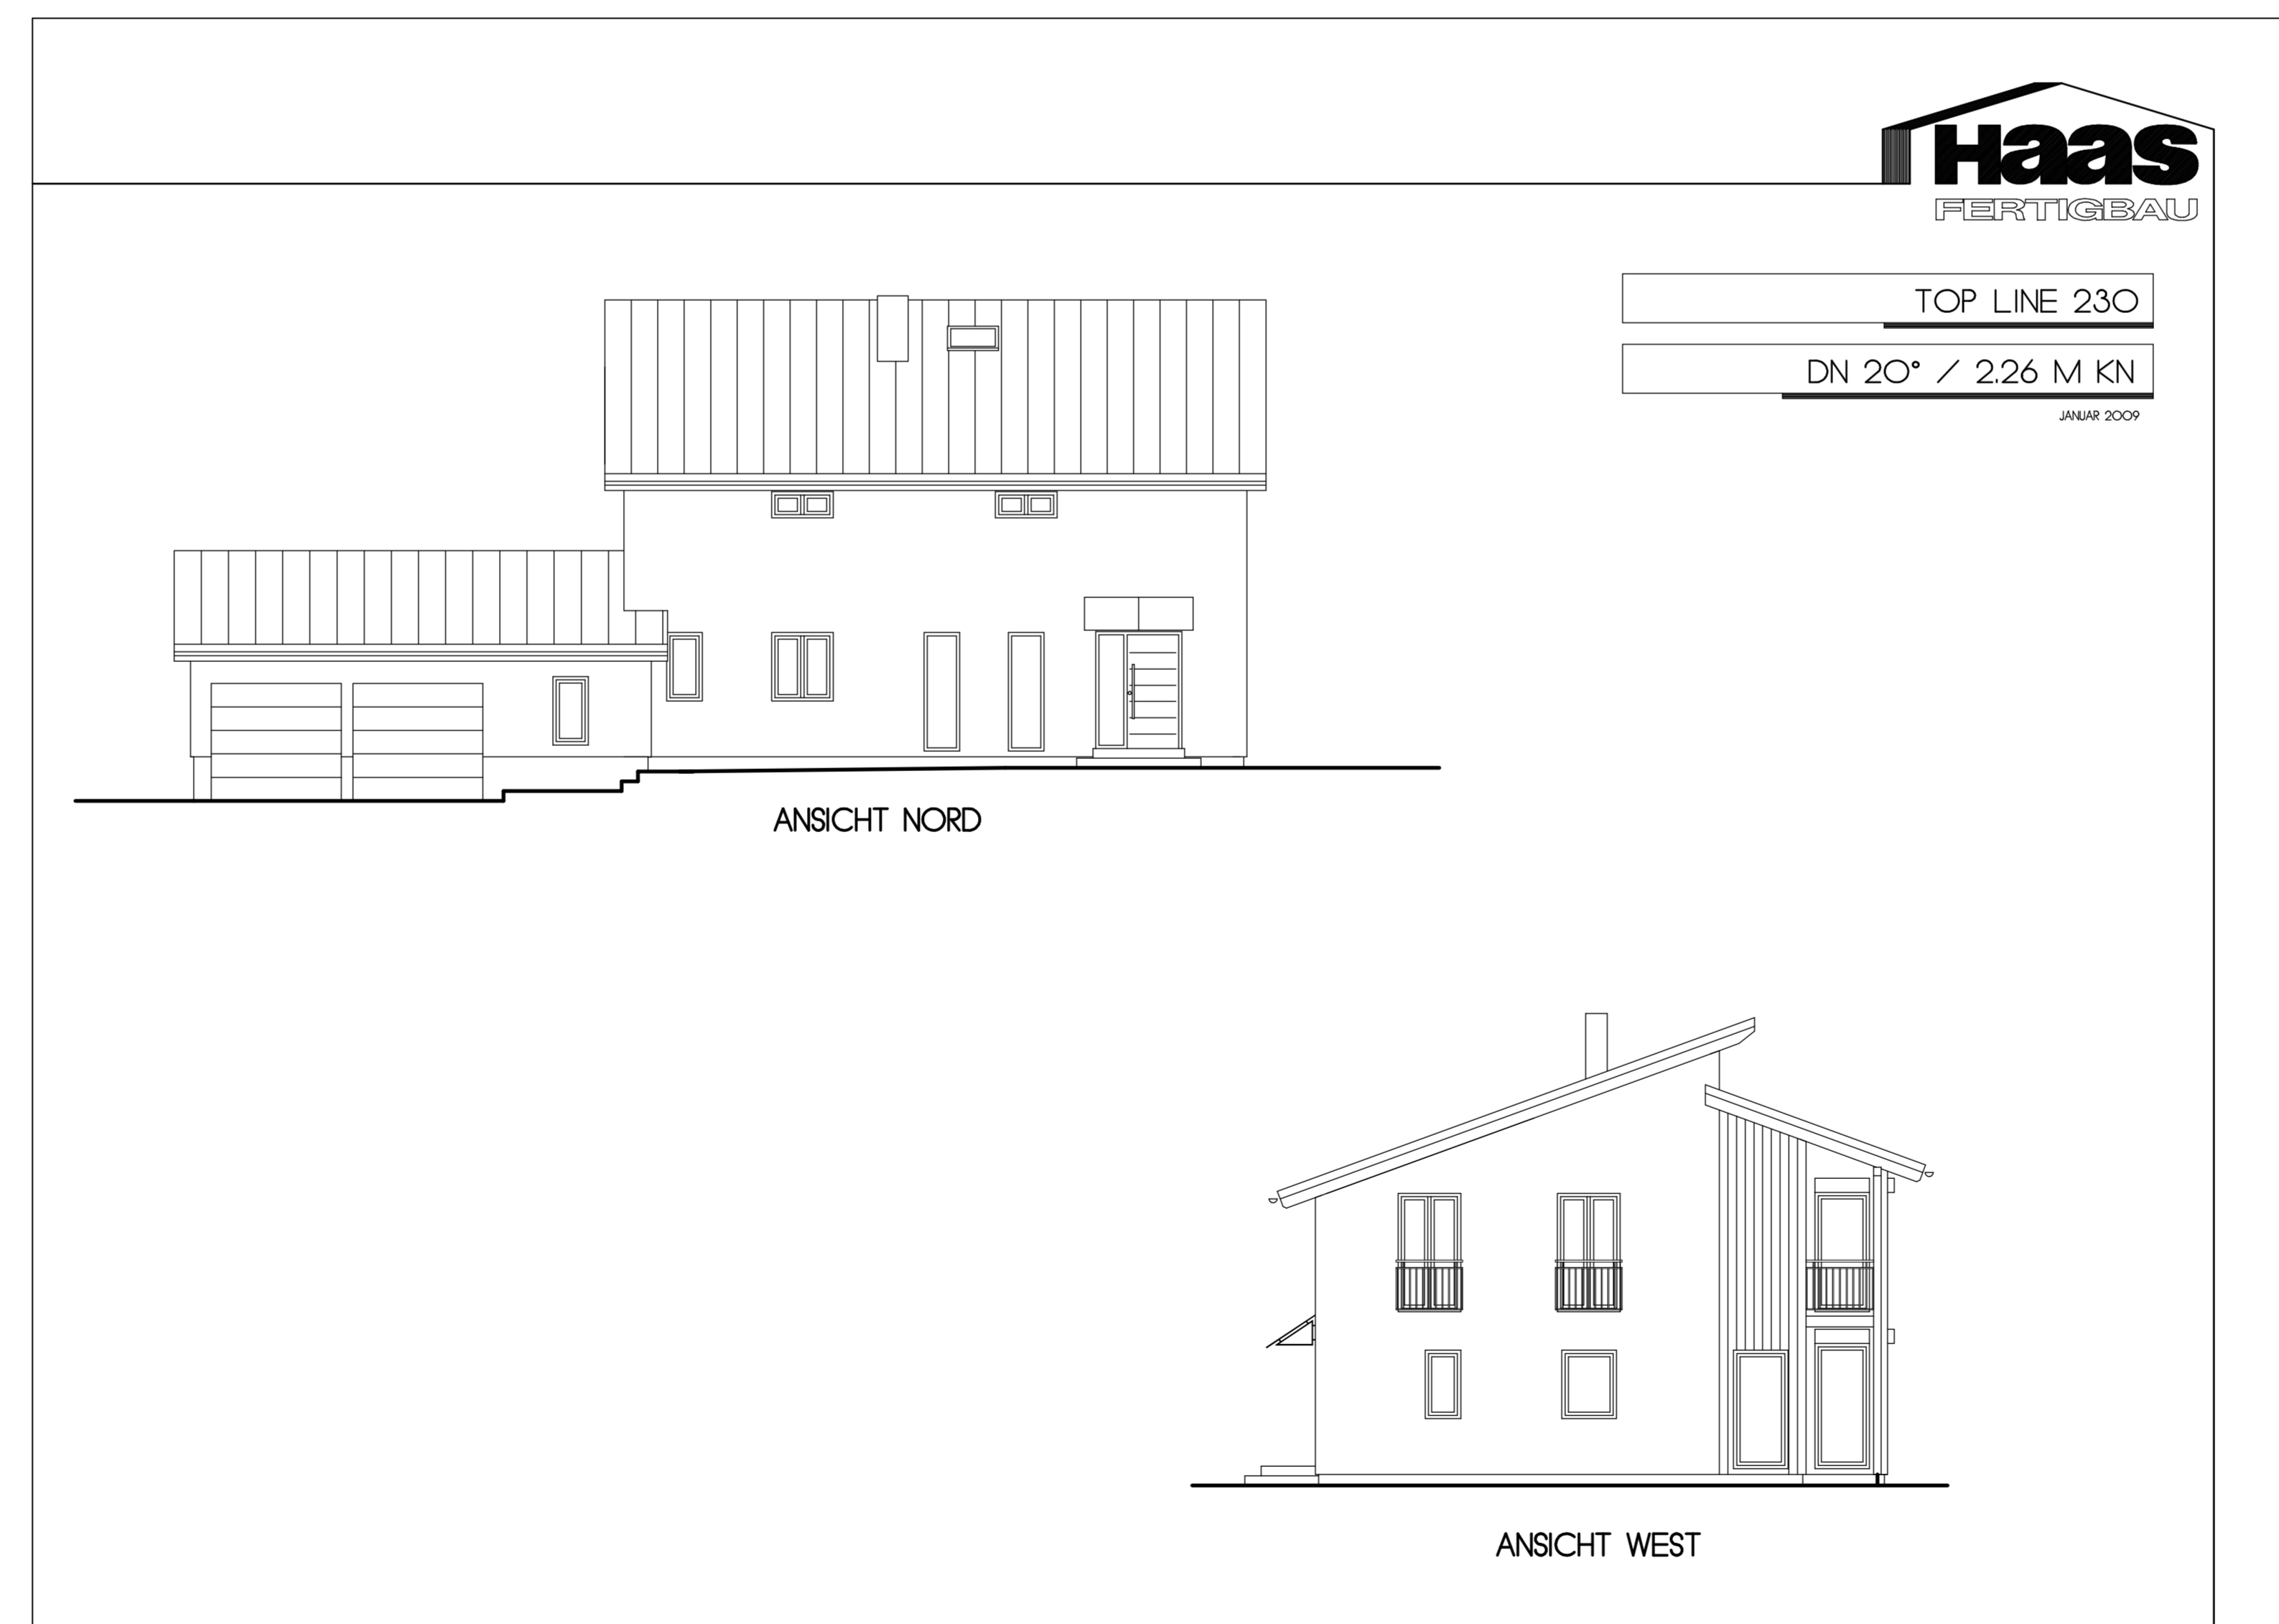 Haas
FERTIGBAU
TOP LINE 230
DN 20° / 2.26 M KN
JANUAR 2009
ANSICHT NORD
ANSICHT WEST